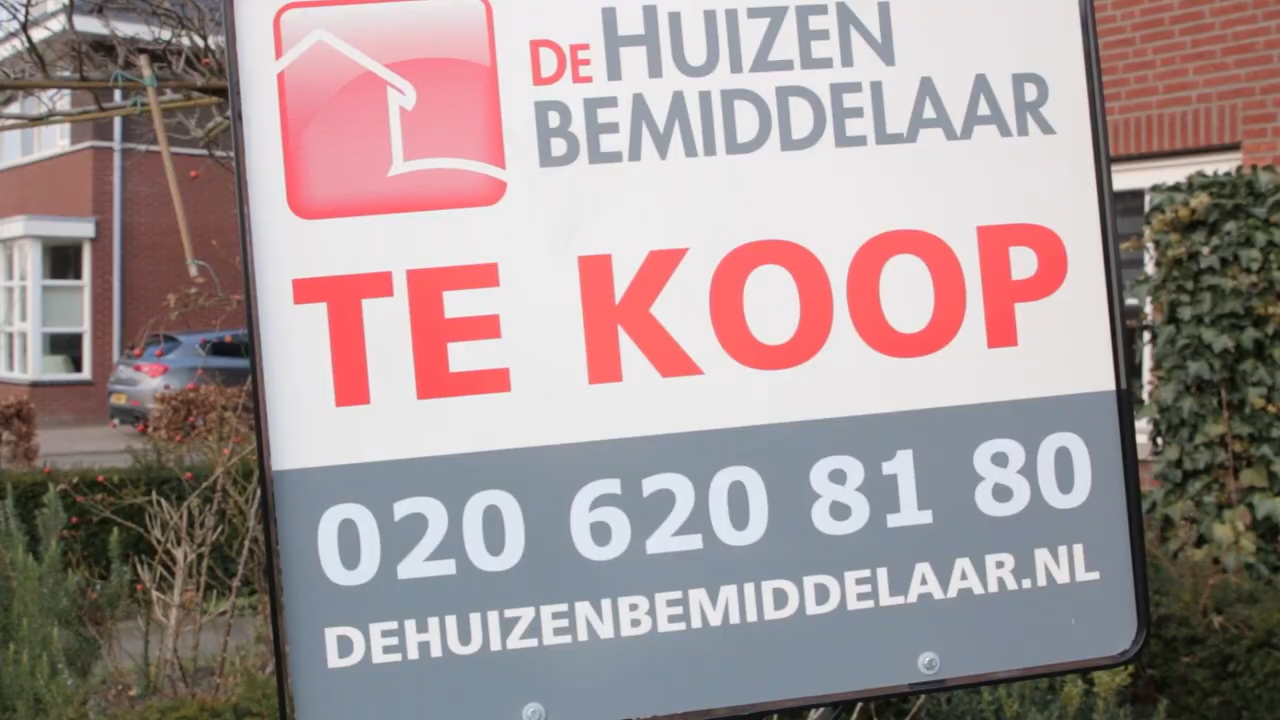 DE HUIZEN
BEMIDDELAAR
TE KOOP
020 620 81 80
DEHUIZENBEMIDDELAAR.NL